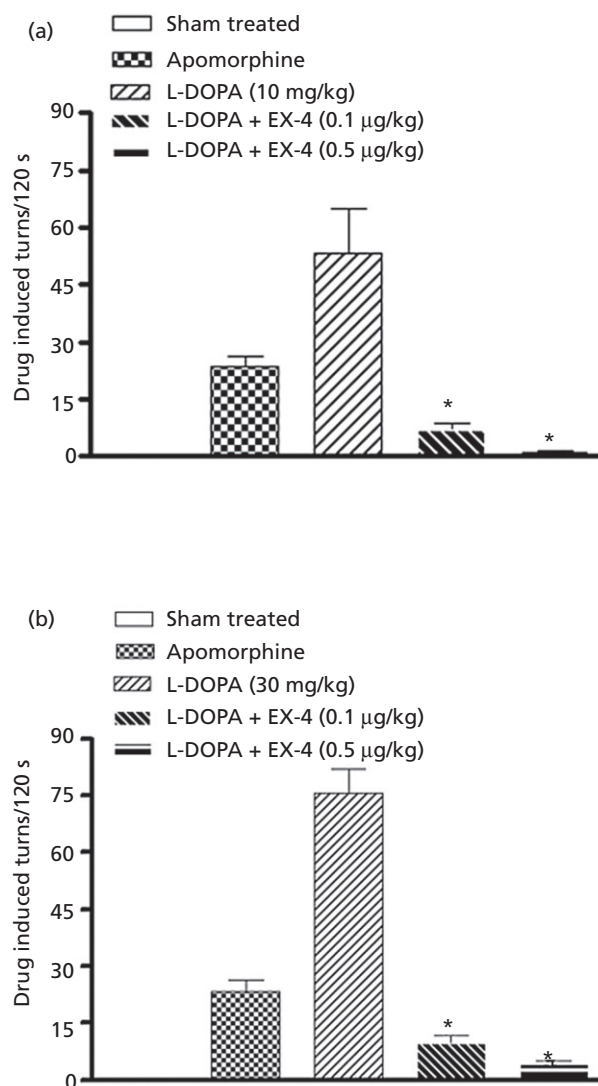 (a)
Sham treated
Apomorphine
L-DOPA (10 mg/kg)
L-DOPA + EX-4 (0.1 μg/kg)
L-DOPA + EX-4 (0.5 μg/kg)
90
75
60
45
30
15
0
Drug induced turns/120 s
*
*
(b)
Sham treated
Apomorphine
L-DOPA (30 mg/kg)
L-DOPA + EX-4 (0.1 μg/kg)
L-DOPA + EX-4 (0.5 μg/kg)
90
75
60
45
30
15
0
Drug induced turns/120 s
*
*